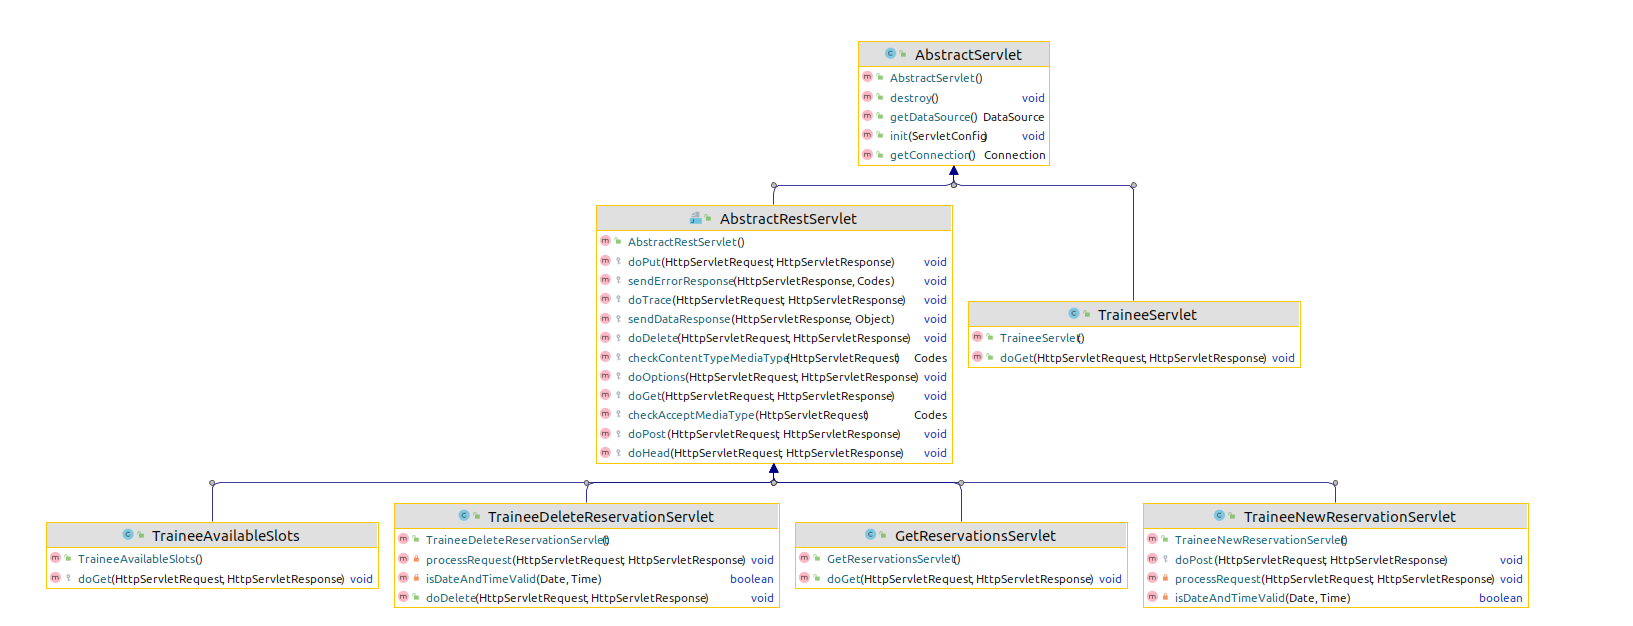 AbstractServlet
AbstractServlet()
destroy() void
getDataSource() DataSource
init(ServletConfig) void
getConnection() Connection
AbstractRestServlet
AbstractRestServlet()
doPut(HttpServletRequest, HttpServletResponse) void
sendErrorResponse(HttpServletResponse, Codes) void
doTrace(HttpServletRequest, HttpServletResponse) void
sendDataResponse(HttpServletResponse, Object) void
doDelete(HttpServletRequest, HttpServletResponse) void
checkContentTypeMediaType(HttpServletRequest) Codes
doOptions(HttpServletRequest, HttpServletResponse) void
doGet(HttpServletRequest, HttpServletResponse) void
checkAcceptMediaType(HttpServletRequest) Codes
doPost(HttpServletRequest, HttpServletResponse) void
doHead(HttpServletRequest, HttpServletResponse) void
TraineeServlet
TraineeServlet()
doGet(HttpServletRequest, HttpServletResponse) void
TraineeAvailableSlots
TraineeAvailableSlots()
doGet(HttpServletRequest, HttpServletResponse) void
TraineeDeleteReservationServlet
TraineeDeleteReservationServlet()
processRequest(HttpServletRequest, HttpServletResponse) void
isDateAndTimeValid(Date, Time) boolean
doDelete(HttpServletRequest, HttpServletResponse) void
GetReservationsServlet
GetReservationsServlet()
doGet(HttpServletRequest, HttpServletResponse) void
TraineeNewReservationServlet
TraineeNewReservationServlet()
doPost(HttpServletRequest, HttpServletResponse) void
processRequest(HttpServletRequest, HttpServletResponse) void
isDateAndTimeValid(Date, Time) boolean